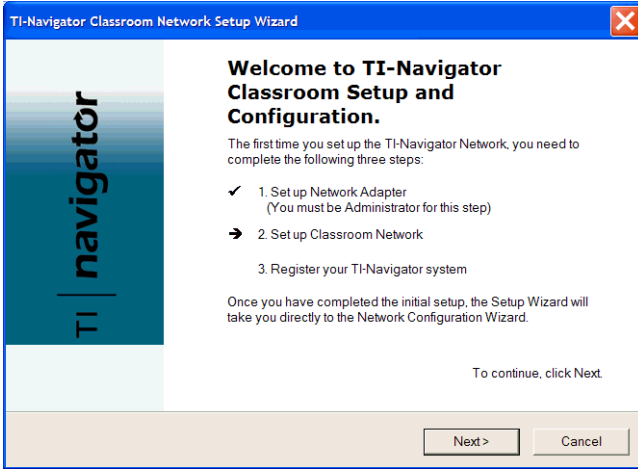 TI-Navigator Classroom Network Setup Wizard
TI | navigator
Welcome to TI-Navigator
Classroom Setup and
Configuration.
The first time you set up the TI-Navigator Network, you need to
complete the following three steps:
1. Set up Network Adapter
(You must be Administrator for this step)
2. Set up Classroom Network
3. Register your TI-Navigator system
Once you have completed the initial setup, the Setup Wizard will
take you directly to the Network Configuration Wizard.
To continue, click Next.
Next >
Cancel